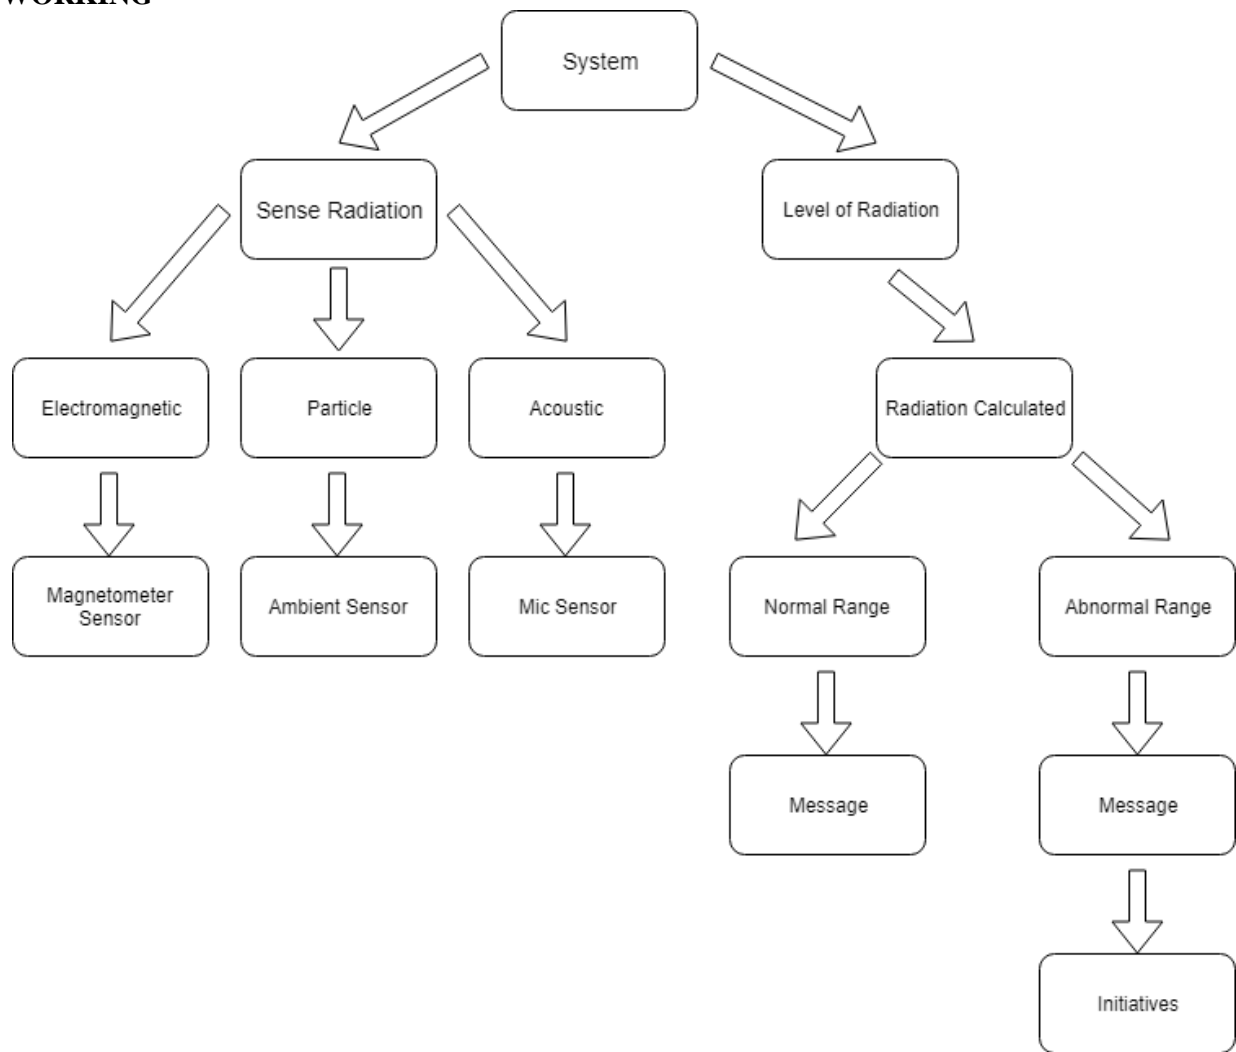 WORKING
System
Sense Radiation
Level of Radiation
Electromagnetic
Particle
Acoustic
Radiation Calculated
Magnetometer
Sensor
Ambient Sensor
Mic Sensor
Normal Range
Abnormal Range
Message
Message
Initiatives